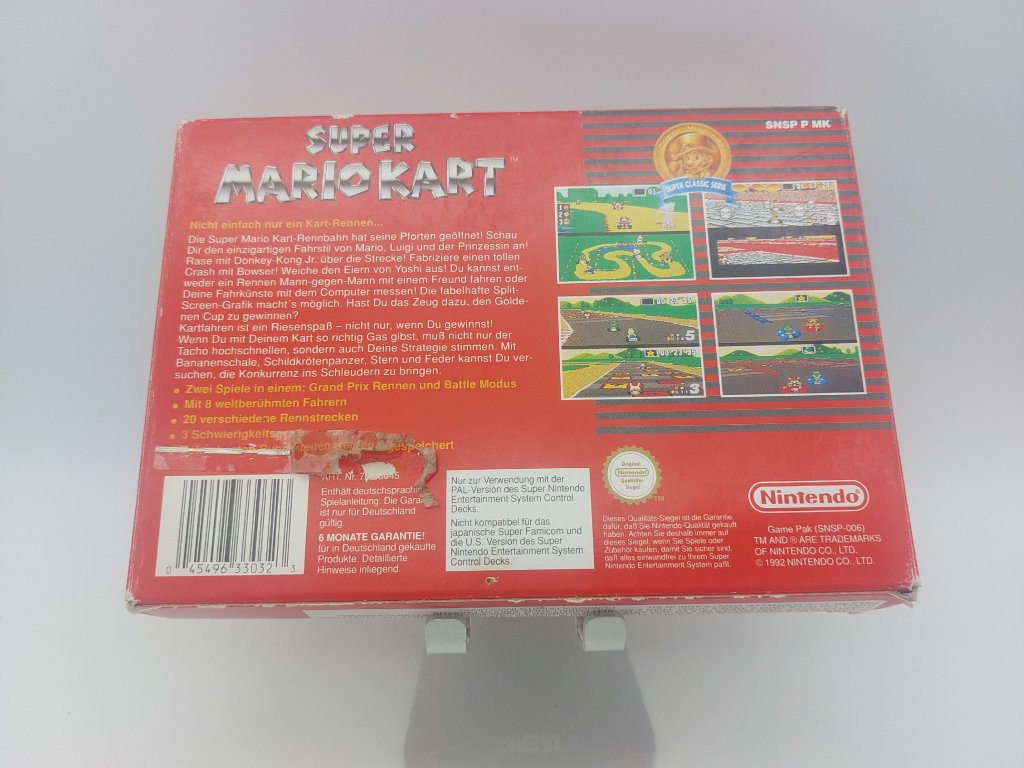 SUPER
MARIO KART™
SNSP P MK
SUPER CLASSIC SERIE
Nicht einfach nur ein Kart-Rennen...
Die Super Mario Kart-Rennbahn hat seine Pforten geöffnet! Schau
Dir den einzigartigen Fahrstil von Mario, Luigi und der Prinzessin an!
Rase mit Donkey-Kong Jr. über die Strecke! Fabriziere einen tollen
Crash mit Bowser! Weiche den Eiern von Yoshi aus! Du kannst ent-
weder ein Rennen Mann-gegen-Mann mit einem Freund fahren oder
Deine Fahrkünste mit dem Computer messen! Die fabelhafte Split-
Screen-Grafik macht´s möglich. Hast Du das Zeug dazu, den Golde-
nen Cup zu gewinnen?
Kartfahren ist ein Riesenspaß – nicht nur, wenn Du gewinnst!
Wenn Du mit Deinem Kart so richtig Gas gibst, muß nicht nur der
Tacho hochschnellen, sondern auch Deine Strategie stimmen. Mit
Bananenschale, Schildkrötenpanzer, Stern und Feder kannst Du ver-
suchen, die Konkurrenz ins Schleudern zu bringen.
• Zwei Spiele in einem: Grand Prix Rennen und Battle Modus
• Mit 8 weltberühmten Fahrern
• 20 verschiedene Rennstrecken
• 3 Schwierigkeitsg
gespeichert
0 45496 33032 3
ART. Nr.
Enthält deutschsprachige
Spielanleitung. Die Garan
ist nur für Deutschland
gültig.
6 MONATE GARANTIE!
für in Deutschland gekaufte
Produkte. Detaillierte
Hinweise inliegend.
Nur zur Verwendung mit der
PAL-Version des Super Nintendo
Entertainment System Control
Decks.
Nicht kompatibel für das
japanische Super Famicom und
die U.S. Version des Super
Nintendo Entertainment System
Control Decks.
Original
Nintendo
Qualitäts-
Siegel
TM
Dieses Qualitäts-Siegel ist die Garantie
dafür, daß Sie Nintendo-Qualität gekauft
haben. Achten Sie deshalb immer auf
dieses Siegel, wenn Sie Spiele oder
Zubehör kaufen, damit Sie sicher sind,
daß alles einwandfrei zu Ihrem Super
Nintendo Entertainment System paßt.
Nintendo®
Game Pak (SNSP-006)
TM AND ® ARE TRADEMARKS
OF NINTENDO CO., LTD.
© 1992 NINTENDO CO., LTD.